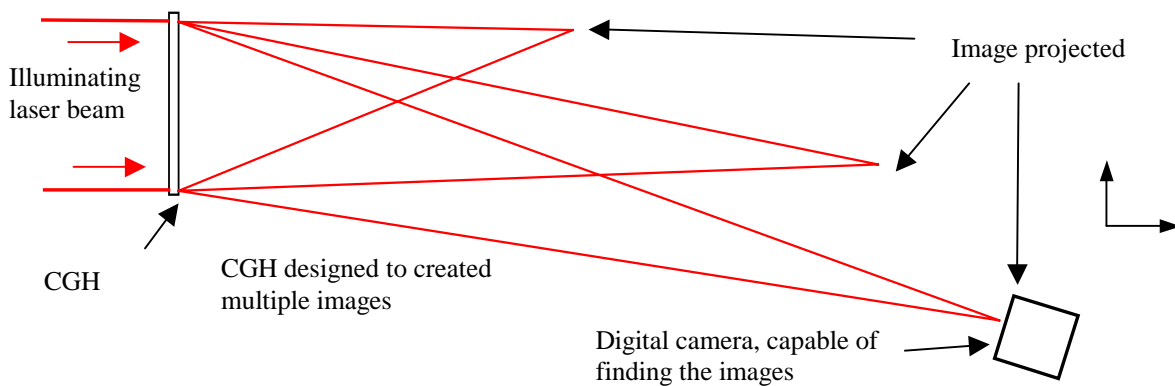 Image projected
Illuminating
laser beam
CGH
CGH designed to created
multiple images
Digital camera, capable of
finding the images